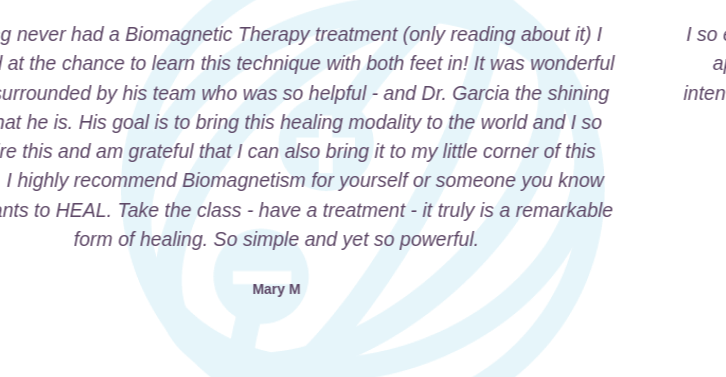 g never had a Biomagnetic Therapy treatment (only reading about it) I
at the chance to learn this technique with both feet in! It was wonderful
surrounded by his team who was so helpful - and Dr. Garcia the shining
hat he is. His goal is to bring this healing modality to the world and I so
re this and am grateful that I can also bring it to my little corner of this
I highly recommend Biomagnetism for yourself or someone you know
ants to HEAL. Take the class - have a treatment - it truly is a remarkable
form of healing. So simple and yet so powerful.
Mary M
I so
inten